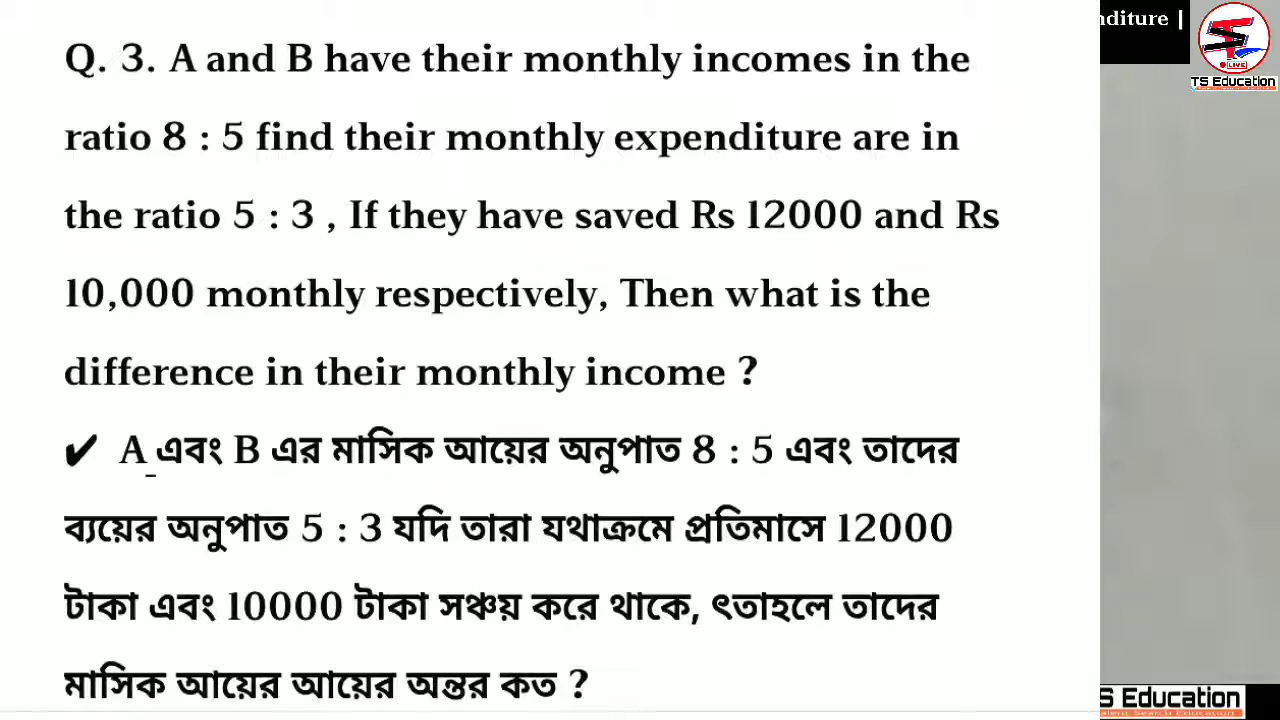 nditure |
Q. 3. A and B have their monthly incomes in the
ratio 8 : 5 find their monthly expenditure are in
the ratio 5 : 3 , If they have saved Rs 12000 and Rs
10,000 monthly respectively, Then what is the
difference in their monthly income ?
✔ A এবং B এর মাসিক আয়ের অনুপাত 8 : 5 এবং তাদের
ব্যয়ের অনুপাত 5 : 3 যদি তারা যথাক্রমে প্রতিমাসে 12000
টাকা এবং 10000 টাকা সঞ্চয় করে থাকে, ৎতাহলে তাদের
মাসিক আয়ের আয়ের অন্তর কত ?
LIVE
TS Education
S Education